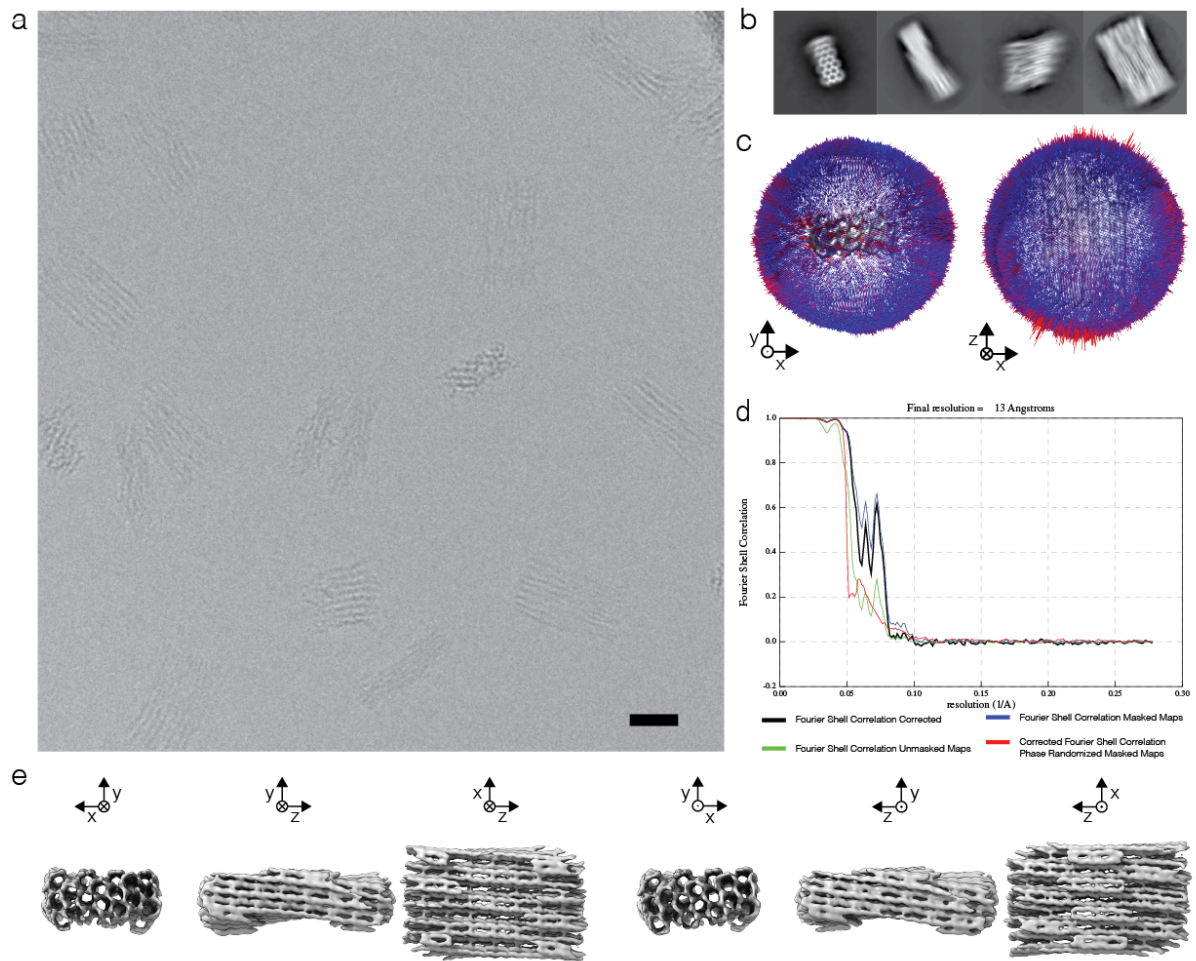 a
b
c
y
x
z
x
d
Final resolution = 13 Angstroms
Fourier Shell Correlation
1.0
0.8
0.6
0.4
0.2
0.0
-0.2
0.00 0.05 0.10 0.15 0.20 0.25 0.30
resolution (1/A)
Fourier Shell Correlation Corrected
Fourier Shell Correlation Masked Maps
Fourier Shell Correlation Unmasked Maps
Corrected Fourier Shell Correlation
Phase Randomized Masked Maps
e
y
x
y
z
x
z
y
x
y
z
x
z